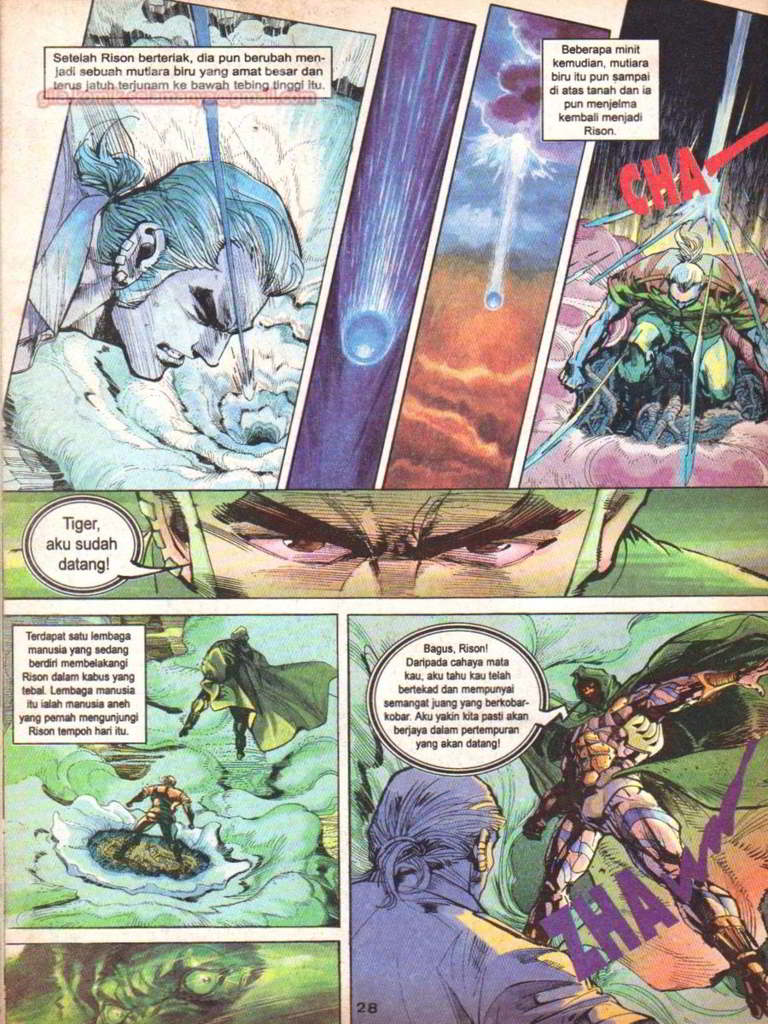 Setelah Rison berteriak, dia pun berubah men-
jadi sebuah mutiara biru yang amat besar dan
terus jatuh terjunam ke bawah tebing tinggi itu.
Beberapa minit
kemudian, mutiara
biru itu pun sampai
di atas tanah dan ia
pun menjelma
kembali menjadi
Rison.
CHA
Tiger,
aku sudah
datang!
Terdapat satu lembaga
manusia yang sedang
berdiri membelakangi
Rison dalam kabus yang
tebal. Lembaga manusia
itu ialah manusia aneh
yang pernah mengunjungi
Rison tempoh hari itu.
Bagus, Rison!
Daripada cahaya mata
kau, aku tahu kau telah
bertekad dan mempunyai
semangat juang yang berkobar-
kobar. Aku yakin kita pasti akan
berjaya dalam pertempuran
yang akan datang!
ZHA
28